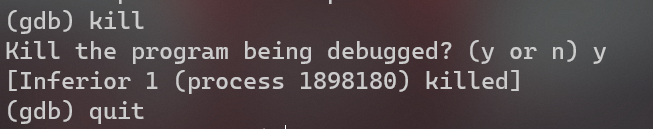 (gdb) kill
Kill the program being debugged? (y or n) y
[Inferior 1 (process 1898180) killed]
(gdb) quit